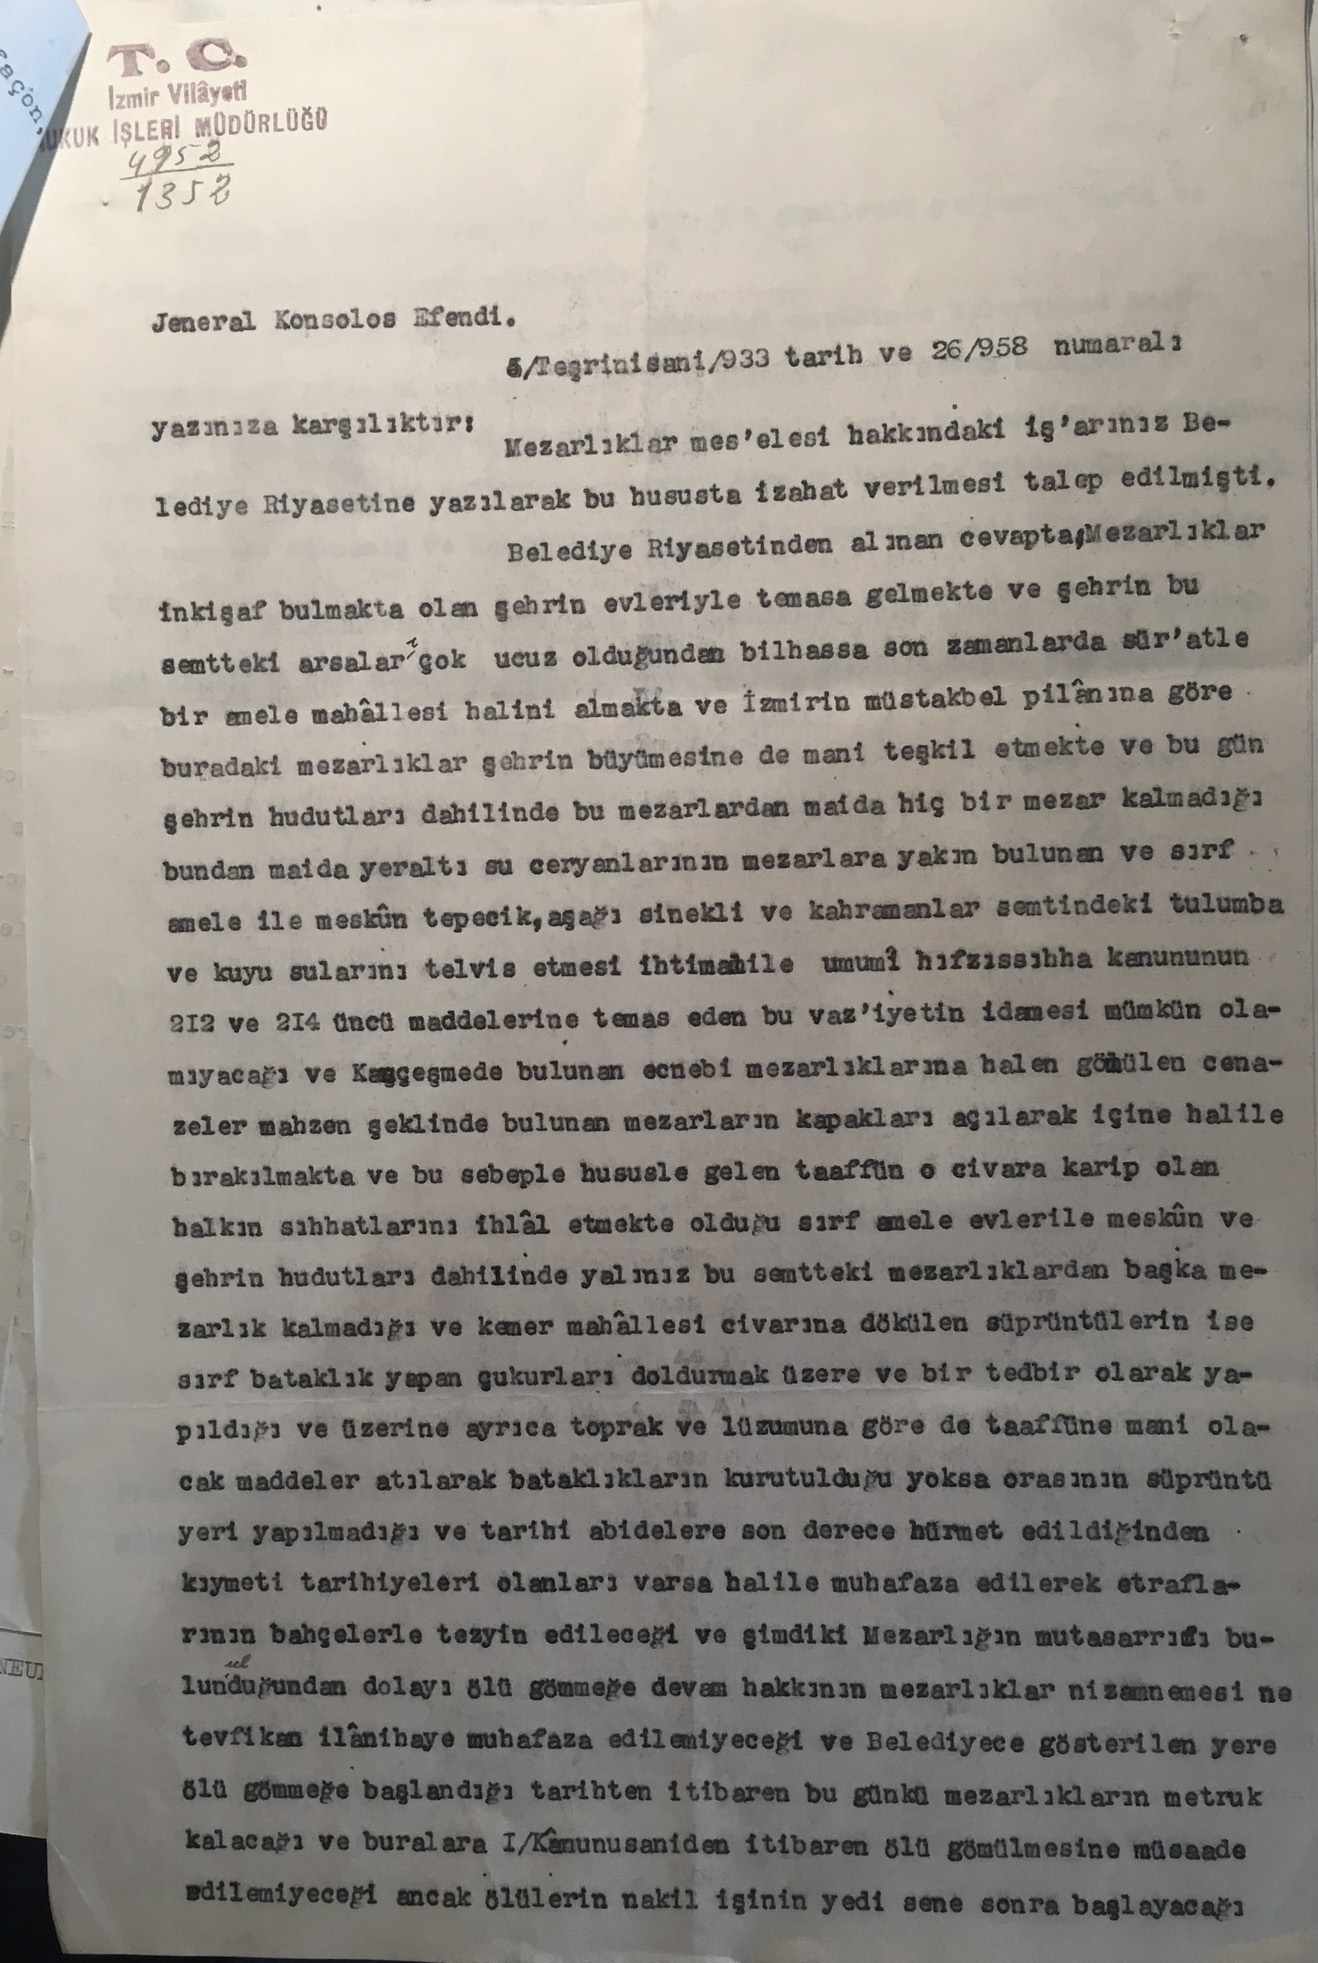 façon,
T. C.
İzmir Vilâyeti
HUKUK İŞLERİ MÜDÜRLÜĞÜ
4952
1352
Jeneral Konsolos Efendi.
6/Teşrinisani/933 tarih ve 26/958 numaralı
yazınıza karşılıktır:
Mezarlıklar mes'elesi hakkındaki iş'arınız Be-
lediye Riyasetine yazılarak bu hususta izahat verilmesi talep edilmişti.
Belediye Riyasetinden alınan cevapta;Mezarlıklar
inkişaf bulmakta olan şehrin evleriyle temasa gelmekte ve şehrin bu
semtteki arsaları çok ucuz olduğundan bilhassa son zamanlarda sür'atle
bir amele mahâllesi halini almakta ve İzmirin müstakbel pilânına göre
buradaki mezarlıklar şehrin büyümesine de mani teşkil etmekte ve bu gün
şehrin hudutları dahilinde bu mezarlardan maida hiç bir mezar kalmadığı
bundan maida yeraltı su ceryanlarının mezarlara yakın bulunan ve sırf
amele ile meskûn tepecik,aşağı sinekli ve kahramanlar semtindeki tulumba
ve kuyu sularını telvis etmesi ihtimalile umumî hıfzıssıhha kanununun
212 ve 214 üncü maddelerine temas eden bu vaz'iyetin idamesi mümkün ola-
mıyacağı ve Kançeşmede bulunan ecnebi mezarlıklarına halen gömülen cena-
zeler mahzen şeklinde bulunan mezarların kapakları açılarak içine halile
bırakılmakta ve bu sebeple hususle gelen taaffün o civara karip olan
halkın sıhhatlarını ihlâl etmekte olduğu sırf amele evlerile meskûn ve
şehrin hudutları dahilinde yalınız bu semtteki mezarlıklardan başka me-
zarlık kalmadığı ve kemer mahâllesi civarına dökülen süprüntülerin ise
sırf bataklık yapan çukurları doldurmak üzere ve bir tedbir olarak ya-
pıldığı ve üzerine ayrıca toprak ve lüzumuna göre de taaffüne mani ola-
cak maddeler atılarak bataklıkların kurutulduğu yoksa orasının süprüntü
yeri yapılmadığı ve tarihi abidelere son derece hürmet edildiğinden
kıymeti tarihiyeleri olanları varsa halile muhafaza edilerek etrafla-
rının bahçelerle tezyin edileceği ve şimdiki Mezarlığın mutasarrıfı bu-
lunduğundan dolayı ölü gömmeğe devam hakkının mezarlıklar nizamnemesi ne
tevfikan ilânihaye muhafaza edilemiyeceği ve Belediyece gösterilen yere
ölü gömmeğe başlandığı tarihten itibaren bu günkü mezarlıkların metruk
kalacağı ve buralara I/Kânunusaniden itibaren ölü gömülmesine müsaade
edilemiyeceği ancak ölülerin nakil işinin yedi sene sonra başlayacağı